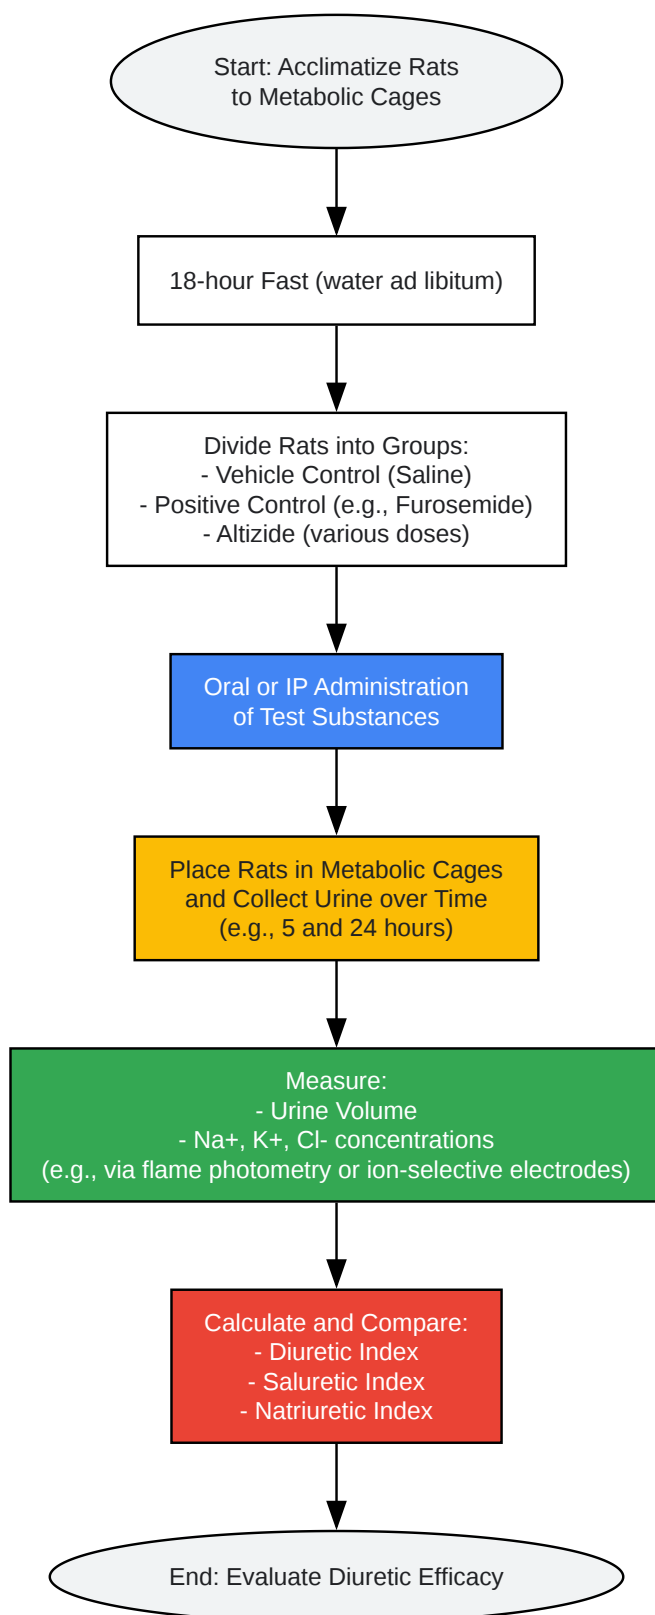 Start: Acclimatize Rats
to Metabolic Cages
18-hour Fast (water ad libitum)
Divide Rats into Groups:
- Vehicle Control (Saline)
- Positive Control (e.g., Furosemide)
- Altizide (various doses)
Oral or IP Administration
of Test Substances
Place Rats in Metabolic Cages
and Collect Urine over Time
(e.g., 5 and 24 hours)
Measure:
- Urine Volume
- Na+, K+, Cl- concentrations
(e.g., via flame photometry or ion-selective electrodes)
Calculate and Compare:
- Diuretic Index
- Saluretic Index
- Natriuretic Index
End: Evaluate Diuretic Efficacy